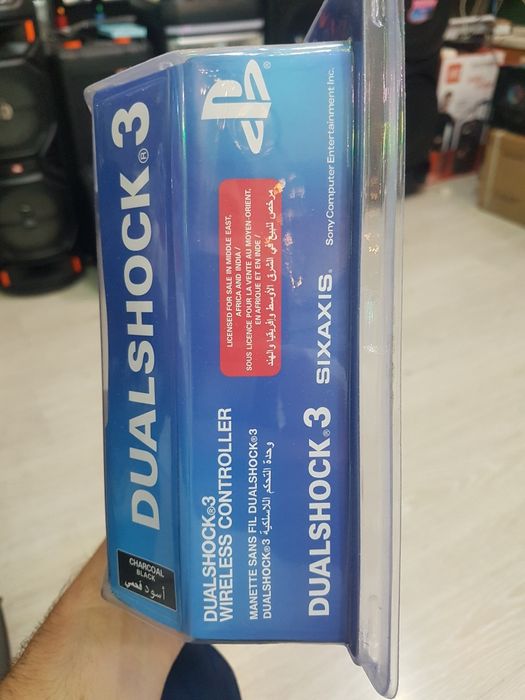 DUALSHOCK®3
CHARCOAL
BLACK
أسود فحمي
LICENSED FOR SALE IN MIDDLE EAST,
AFRICA AND INDIA /
SOUS LICENCE POUR LA VENTE AU MOYEN-ORIENT,
EN AFRIQUE ET EN INDE /
مرخص للبيع في الشرق الأوسط وإفريقيا والهند
DUALSHOCK®3
WIRELESS CONTROLLER
MANETTE SANS FIL DUALSHOCK®3
وحدة التحكم اللاسلكية DUALSHOCK®3
DUALSHOCK®3 SIXAXIS® Sony Computer Entertainment Inc.